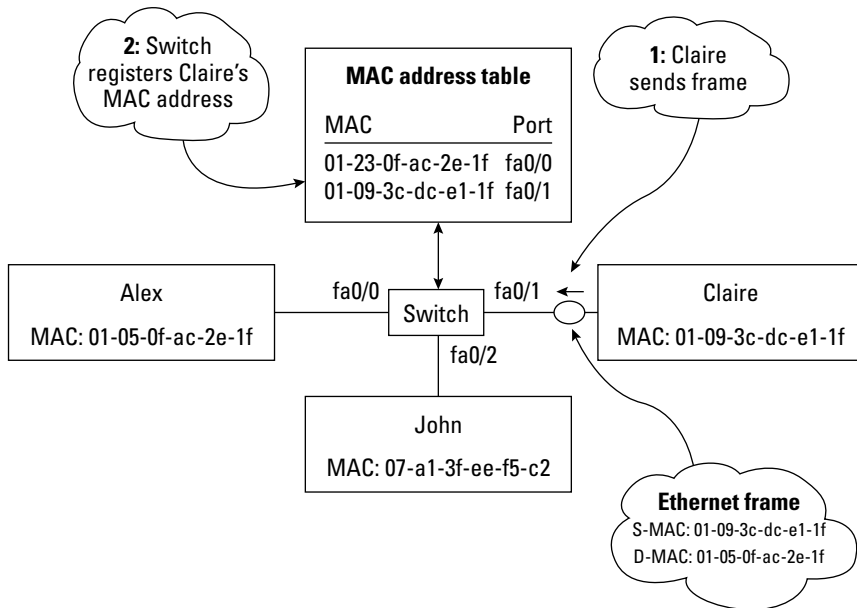 2: Switch
registers Claire's
MAC address
MAC address table
MAC Port
01-23-0f-ac-2e-1f fa0/0
01-09-3c-dc-e1-1f fa0/1
1: Claire
sends frame
Alex
MAC: 01-05-0f-ac-2e-1f
fa0/0
Switch
fa0/1
fa0/2
Claire
MAC: 01-09-3c-dc-e1-1f
John
MAC: 07-a1-3f-ee-f5-c2
Ethernet frame
S-MAC: 01-09-3c-dc-e1-1f
D-MAC: 01-05-0f-ac-2e-1f